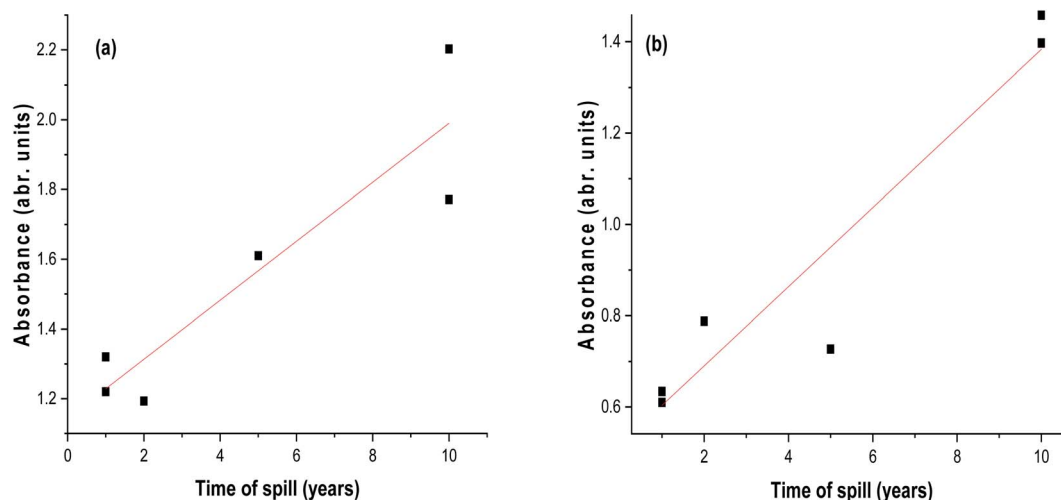 (a)
Absorbance (abr. units)
2.2
2.0
1.8
1.6
1.4
1.2
0 2 4 6 8 10
Time of spill (years)
(b)
Absorbance (abr. units)
1.4
1.2
1.0
0.8
0.6
2 4 6 8 10
Time of spill (years)